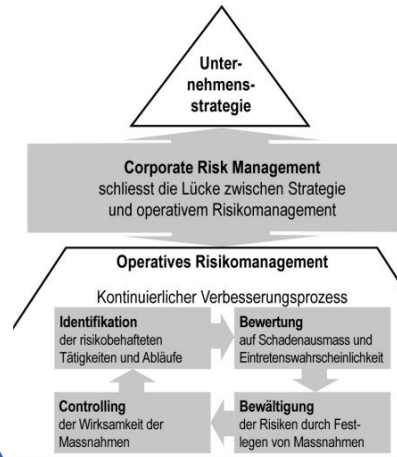 Unter-
nehmens-
strategie
Corporate Risk Management
schliesst die Lücke zwischen Strategie
und operativem Risikomanagement
Operatives Risikomanagement
Kontinuierlicher Verbesserungsprozess
Identifikation
der risikobehafteten
Tätigkeiten und Abläufe
Bewertung
auf Schadenausmass und
Eintretenswahrscheinlichkeit
Controlling
der Wirksamkeit der
Massnahmen
Bewältigung
der Risiken durch Fest-
legen von Massnahmen